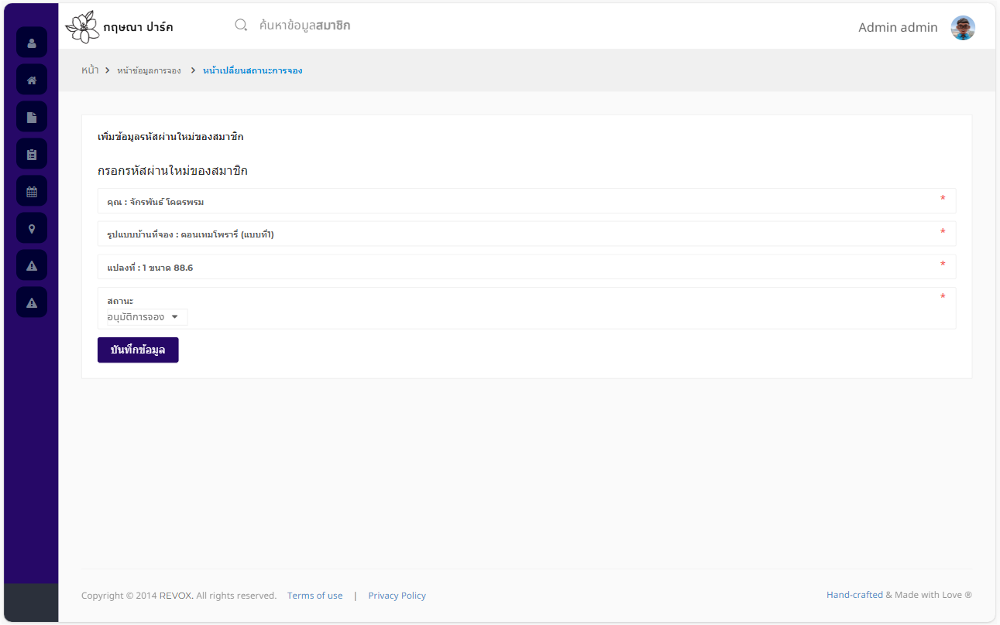 กฤษณา ปาร์ค
ค้นหาข้อมูลสมาชิก
Admin admin
หน้า > หน้าข้อมูลการจอง > หน้าเปลี่ยนสถานะการจอง
เพิ่มข้อมูลรหัสผ่านใหม่ของสมาชิก
กรอกรหัสผ่านใหม่ของสมาชิก
คุณ : จักรพันธ์ โคตรพรม *
รูปแบบบ้านที่จอง : คอนเทมโพรารี่ (แบบที่1) *
แปลงที่ : 1 ขนาด 88.6 *
สถานะ *
อนุมัติการจอง
บันทึกข้อมูล
Copyright © 2014 REVOX. All rights reserved. Terms of use | Privacy Policy
Hand-crafted & Made with Love ®